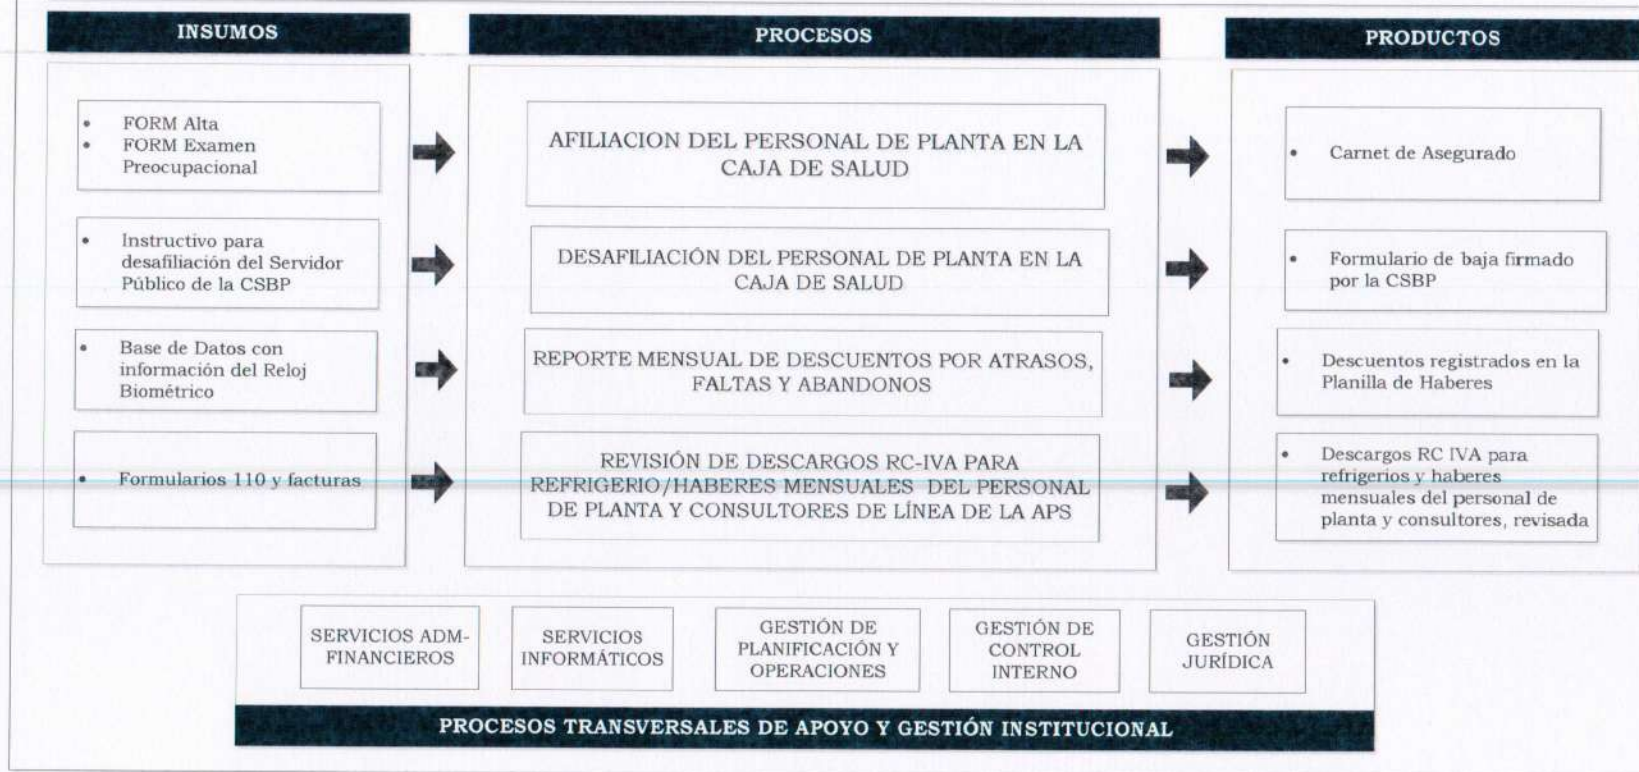 INSUMOS
PROCESOS
PRODUCTOS
• FORM Alta
• FORM Examen
Preocupacional
AFILIACION DEL PERSONAL DE PLANTA EN LA
CAJA DE SALUD
• Carnet de Asegurado
• Instructivo para
desafiliación del Servidor
Público de la CSBP
DESAFILIACIÓN DEL PERSONAL DE PLANTA EN LA
CAJA DE SALUD
• Formulario de baja firmado
por la CSBP
• Base de Datos con
información del Reloj
Biométrico
REPORTE MENSUAL DE DESCUENTOS POR ATRASOS,
FALTAS Y ABANDONOS
• Descuentos registrados en la
Planilla de Haberes
• Formularios 110 y facturas
REVISIÓN DE DESCARGOS RC-IVA PARA
REFRIGERIO/HABERES MENSUALES DEL PERSONAL
DE PLANTA Y CONSULTORES DE LÍNEA DE LA APS
• Descargos RC IVA para
refrigerios y haberes
mensuales del personal de
planta y consultores, revisada
SERVICIOS ADM-
FINANCIEROS
SERVICIOS
INFORMÁTICOS
GESTIÓN DE
PLANIFICACIÓN Y
OPERACIONES
GESTIÓN DE
CONTROL
INTERNO
GESTIÓN
JURÍDICA
PROCESOS TRANSVERSALES DE APOYO Y GESTIÓN INSTITUCIONAL